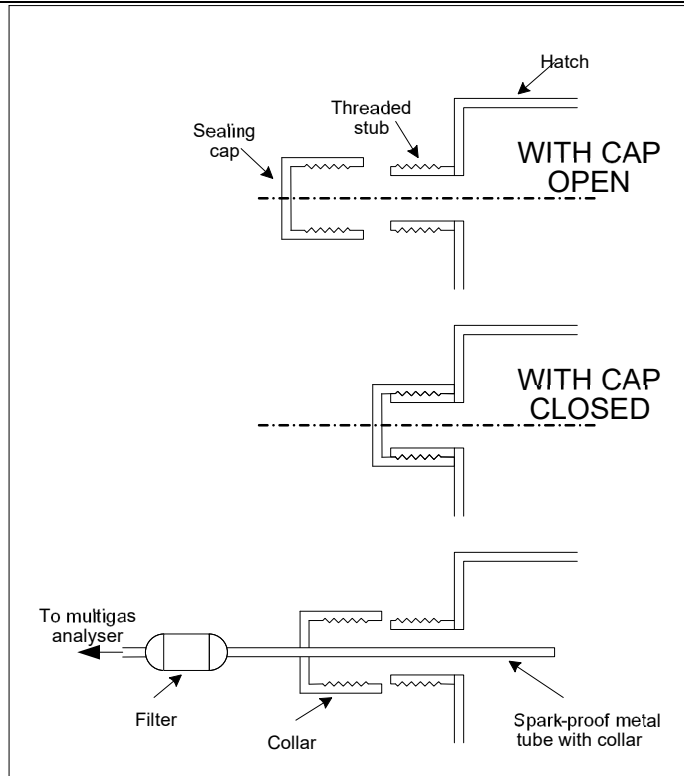 Hatch
Threaded
stub
Sealing
cap
WITH CAP
OPEN
WITH CAP
CLOSED
To multigas
analyser
Filter
Collar
Spark-proof metal
tube with collar